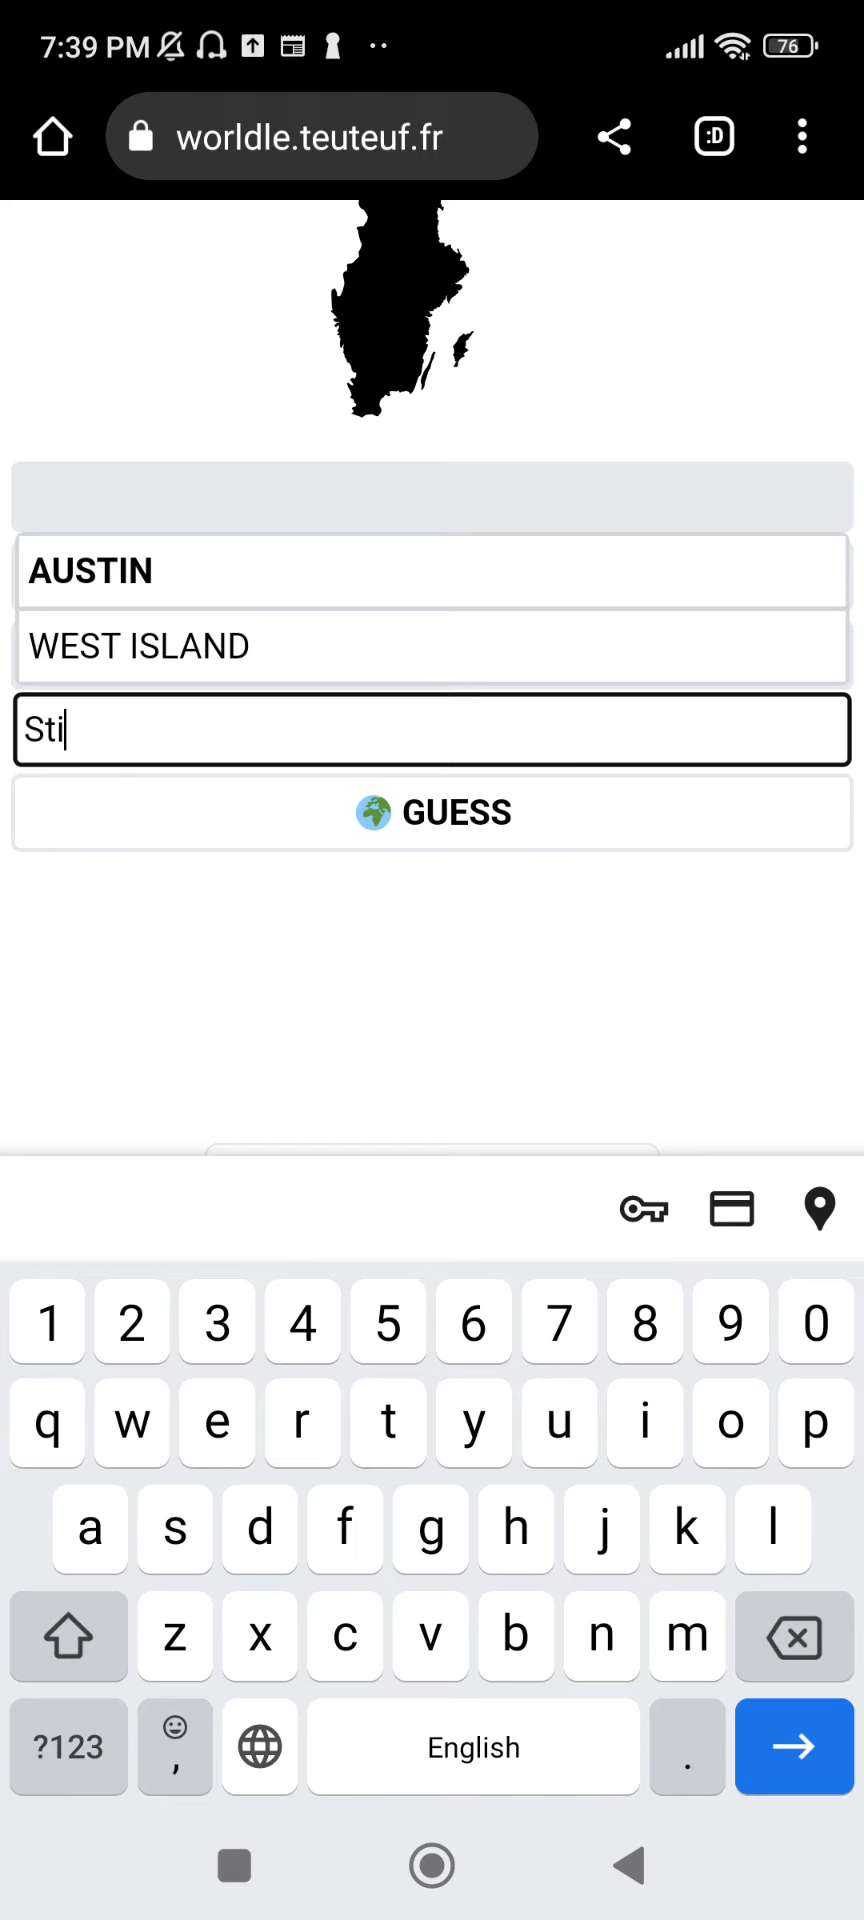 7:39 PM
76
worldle.teuteuf.fr
:D
AUSTIN
WEST ISLAND
Sti
GUESS
1 2 3 4 5 6 7 8 9 0
q w e r t y u i o p
a s d f g h j k l
z x c v b n m
?123 , English .